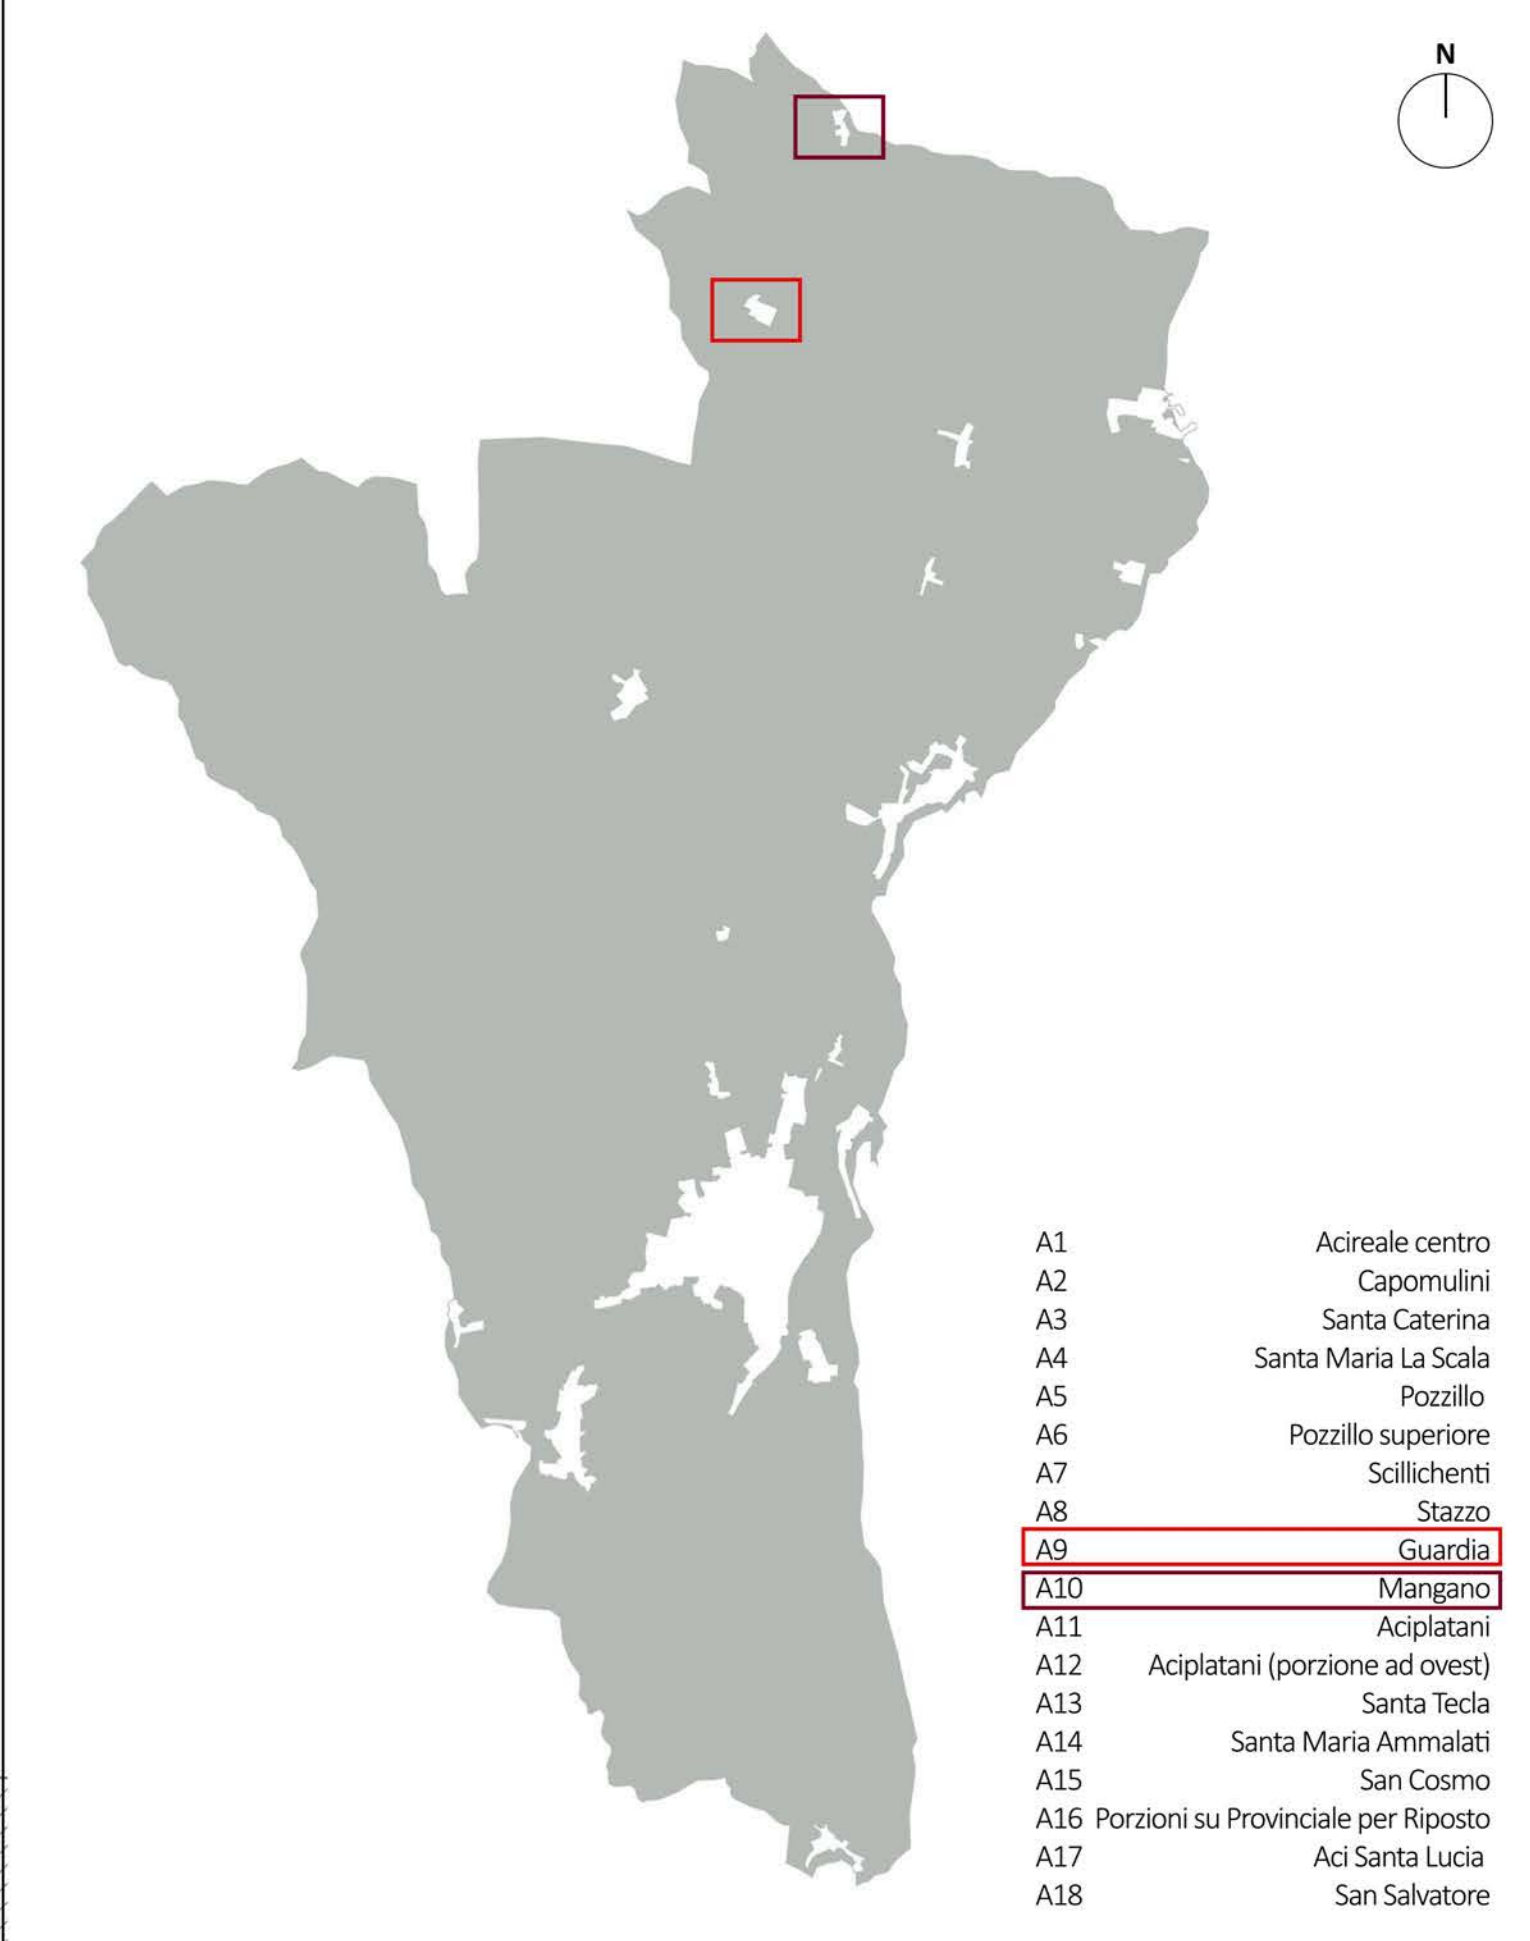 N
A1 Acireale centro
A2 Capomulini
A3 Santa Caterina
A4 Santa Maria La Scala
A5 Pozzillo
A6 Pozzillo superiore
A7 Scillichenti
A8 Stazzo
A9 Guardia
A10 Mangano
A11 Aciplatani
A12 Aciplatani (porzione ad ovest)
A13 Santa Tecla
A14 Santa Maria Ammalati
A15 San Cosmo
A16 Porzioni su Provinciale per Riposto
A17 Aci Santa Lucia
A18 San Salvatore